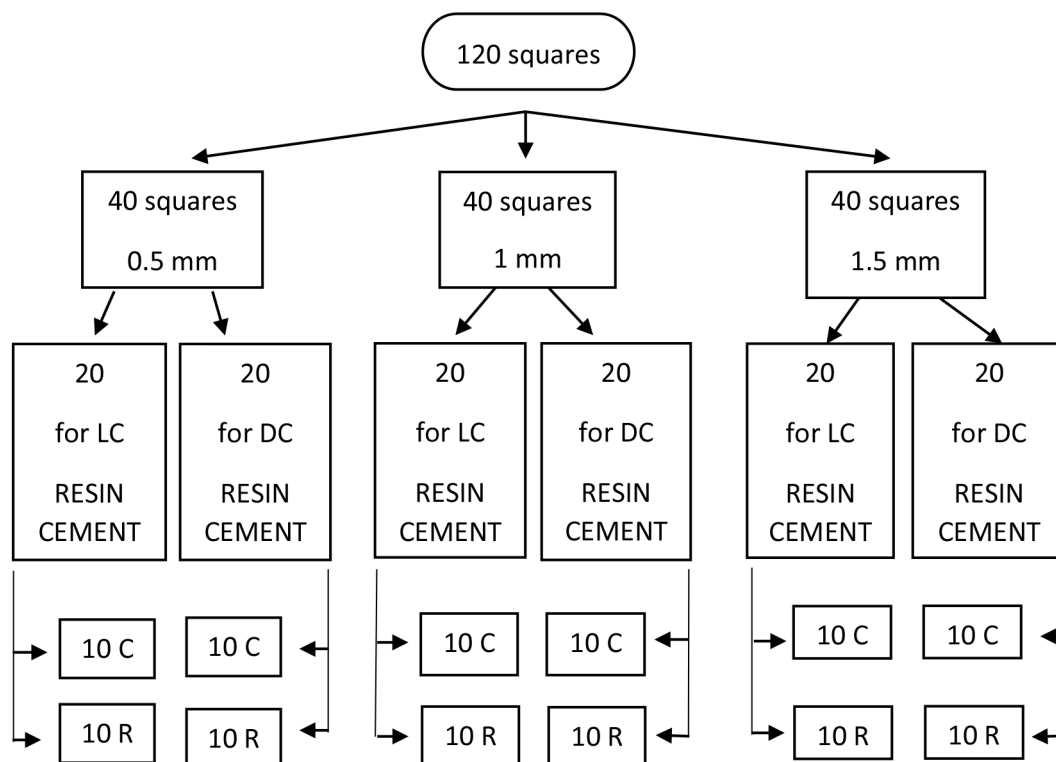 120 squares
40 squares
0.5 mm
40 squares
1 mm
40 squares
1.5 mm
20
for LC
RESIN
CEMENT
20
for DC
RESIN
CEMENT
20
for LC
RESIN
CEMENT
20
for DC
RESIN
CEMENT
20
for LC
RESIN
CEMENT
20
for DC
RESIN
CEMENT
10 C
10 C
10 C
10 C
10 C
10 C
10 R
10 R
10 R
10 R
10 R
10 R